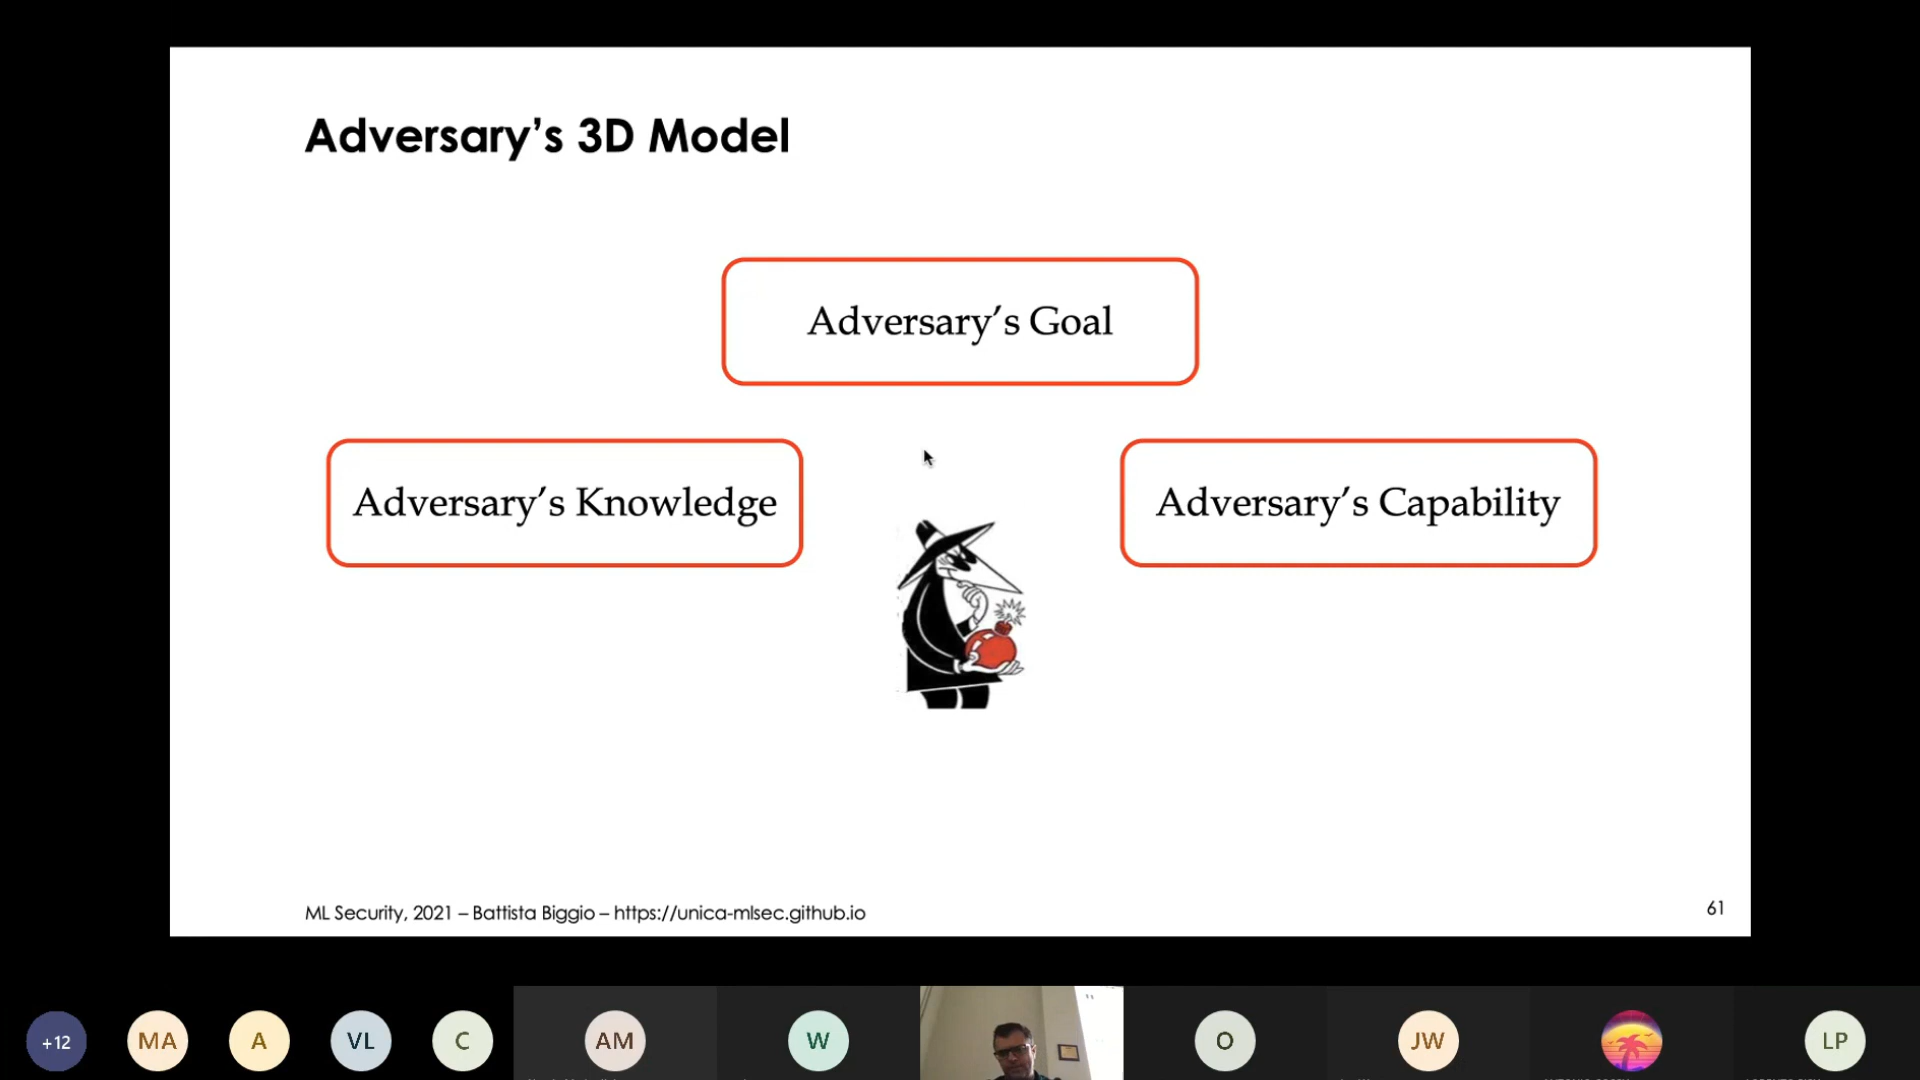 Adversary’s 3D Model
Adversary’s Goal
Adversary’s Knowledge
Adversary’s Capability
ML Security, 2021 – Battista Biggio – https://unica-mlsec.github.io
61
+12
MA
A
VL
C
AM
W
O
JW
LP